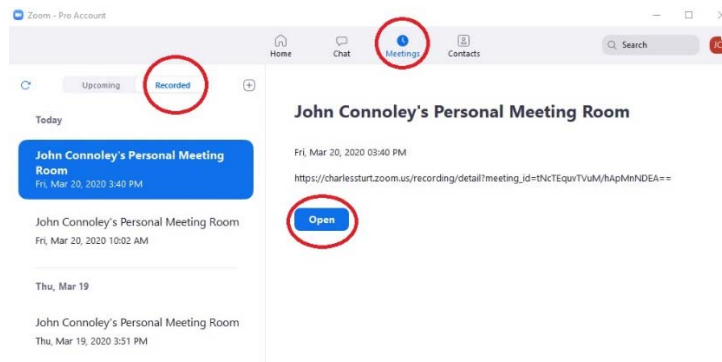 Zoom - Pro Account
Home
Chat
Meetings
Contacts
Search
JC
Upcoming
Recorded
Today
John Connoley's Personal Meeting
Room
Fri, Mar 20, 2020 3:40 PM
John Connoley's Personal Meeting Room
Fri, Mar 20, 2020 10:02 AM
Thu, Mar 19
John Connoley's Personal Meeting Room
Thu, Mar 19, 2020 3:51 PM
John Connoley's Personal Meeting Room
Fri, Mar 20, 2020 03:40 PM
https://charlessturt.zoom.us/recording/detail?meeting_id=tNcTEquvTVuM/hApMnNDEA==
Open